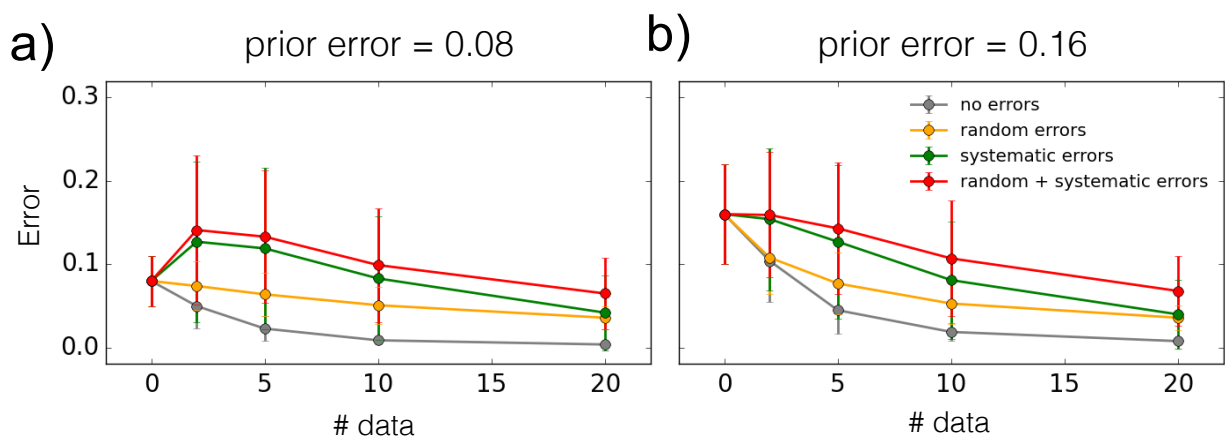 a)
prior error = 0.08
b)
prior error = 0.16
0.3
0.2
0.1
0.0
Error
0
5
10
15
20
# data
no errors
random errors
systematic errors
random + systematic errors
0
5
10
15
20
# data